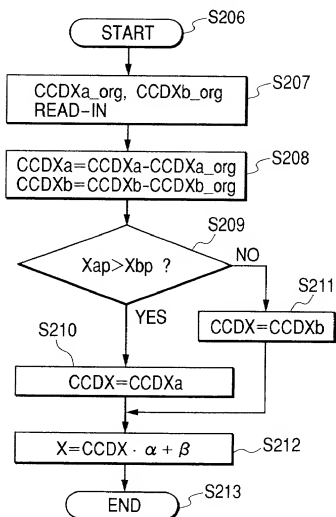 S206
START
S207
CCDXa_org, CCDXb_org
READ-IN
S208
CCDXa=CCDXa-CCDXa_org
CCDXb=CCDXb-CCDXb_org
S209
Xap>Xbp ?
NO
YES
S211
CCDX=CCDXb
S210
CCDX=CCDXa
X=CCDX · α + β
S212
END
S213